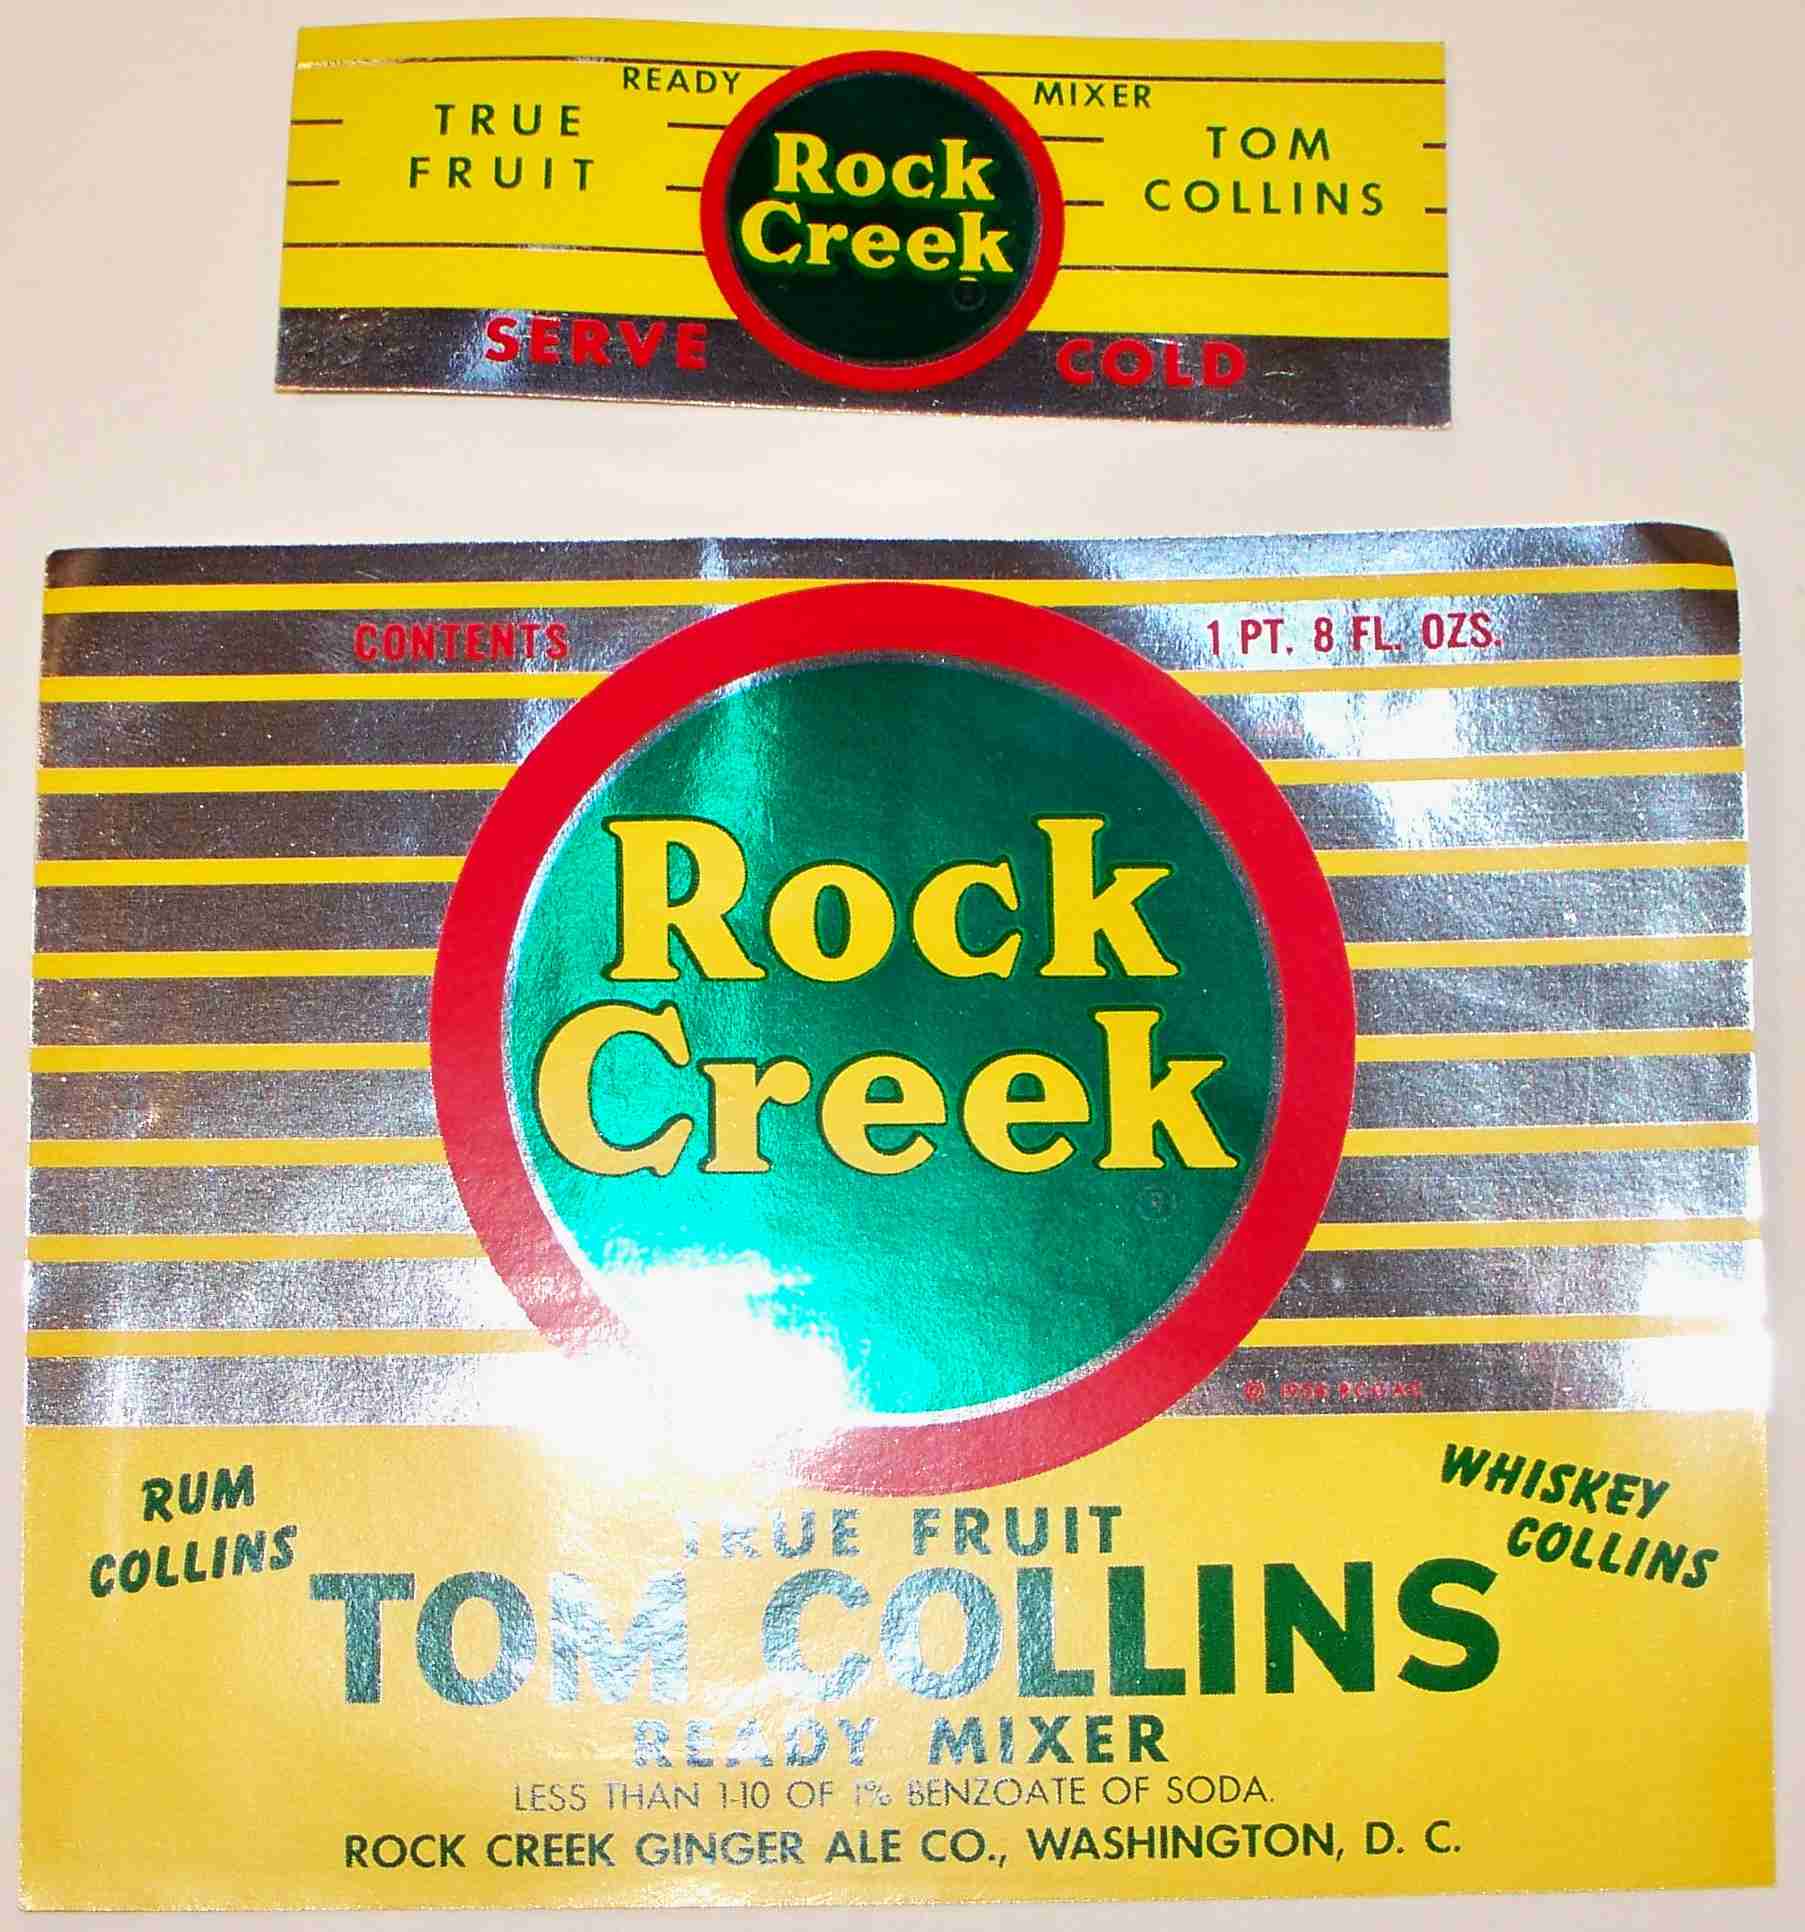 READY MIXER
TRUE
FRUIT
Rock
Creek
®
TOM
COLLINS
SERVE COLD
CONTENTS 1 PT. 8 FL. OZS.
Rock
Creek
®
RUM
COLLINS
WHISKEY
COLLINS
TRUE FRUIT
TOM COLLINS
READY MIXER
LESS THAN 1-10 OF 1% BENZOATE OF SODA.
ROCK CREEK GINGER ALE CO., WASHINGTON, D. C.